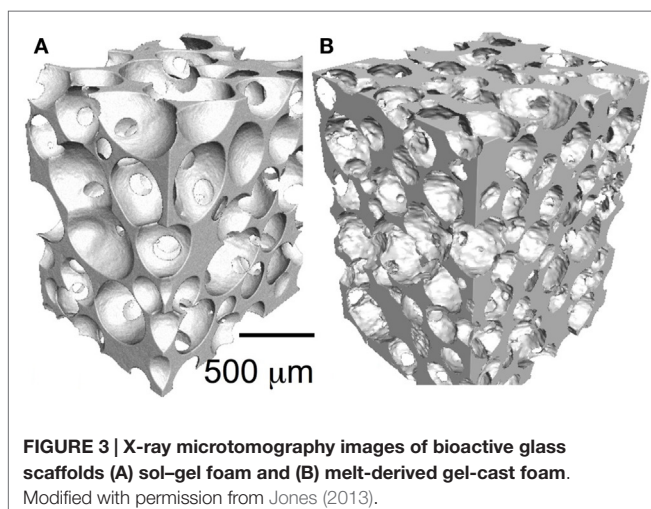 A
B
500 μm
FIGURE 3 | X-ray microtomography images of bioactive glass
scaffolds (A) sol–gel foam and (B) melt-derived gel-cast foam.
Modified with permission from Jones (2013).